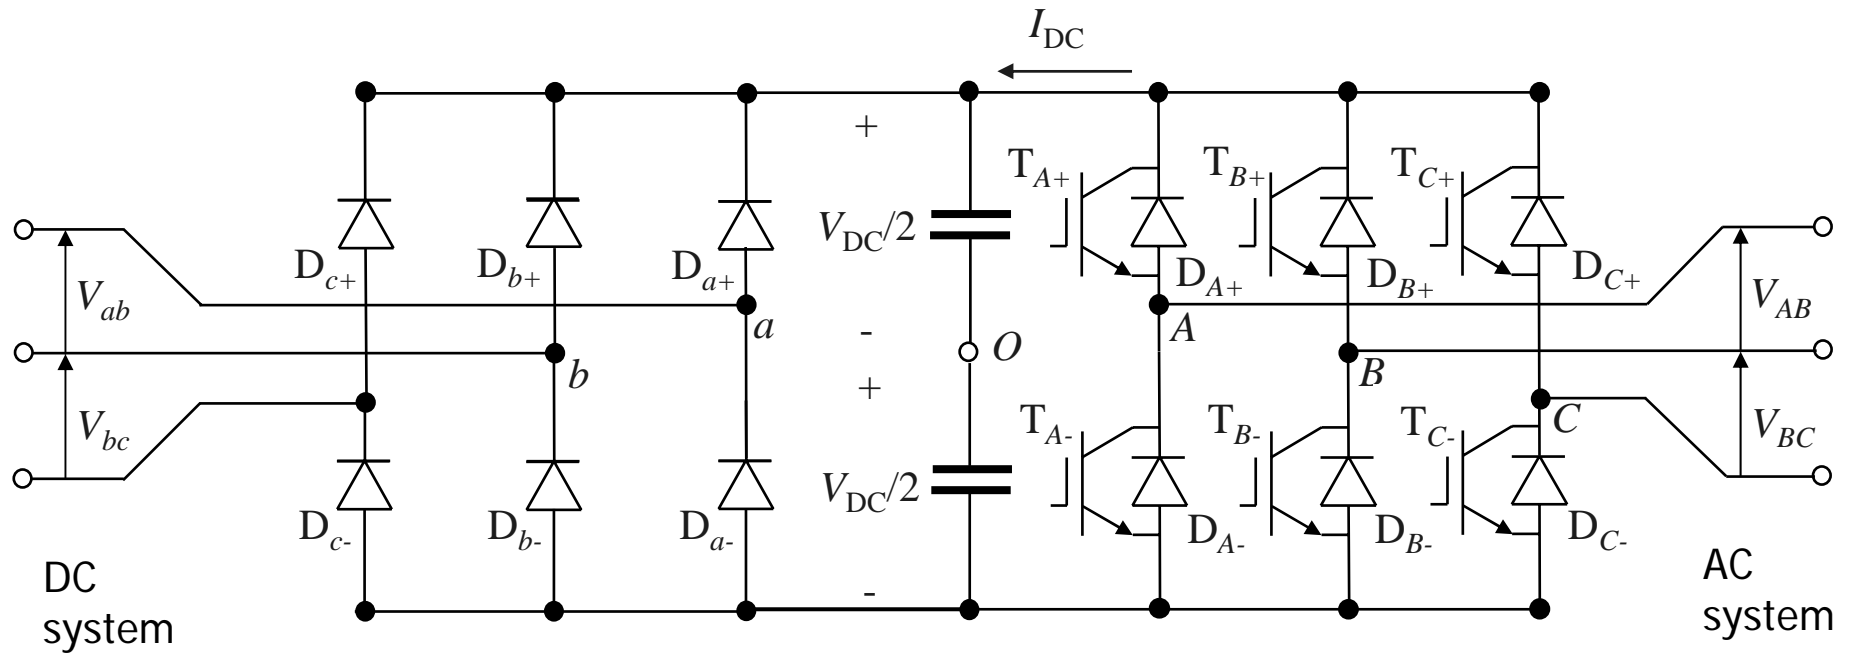 I_DC
+
T_A+
T_B+
T_C+
V_DC/2
D_c+
D_b+
D_a+
D_A+
D_B+
D_C+
V_ab
a
-
O
A
V_AB
b
+
B
V_bc
T_A-
T_B-
T_C-
C
V_BC
V_DC/2
D_c-
D_b-
D_a-
D_A-
D_B-
D_C-
-
DC
system
AC
system